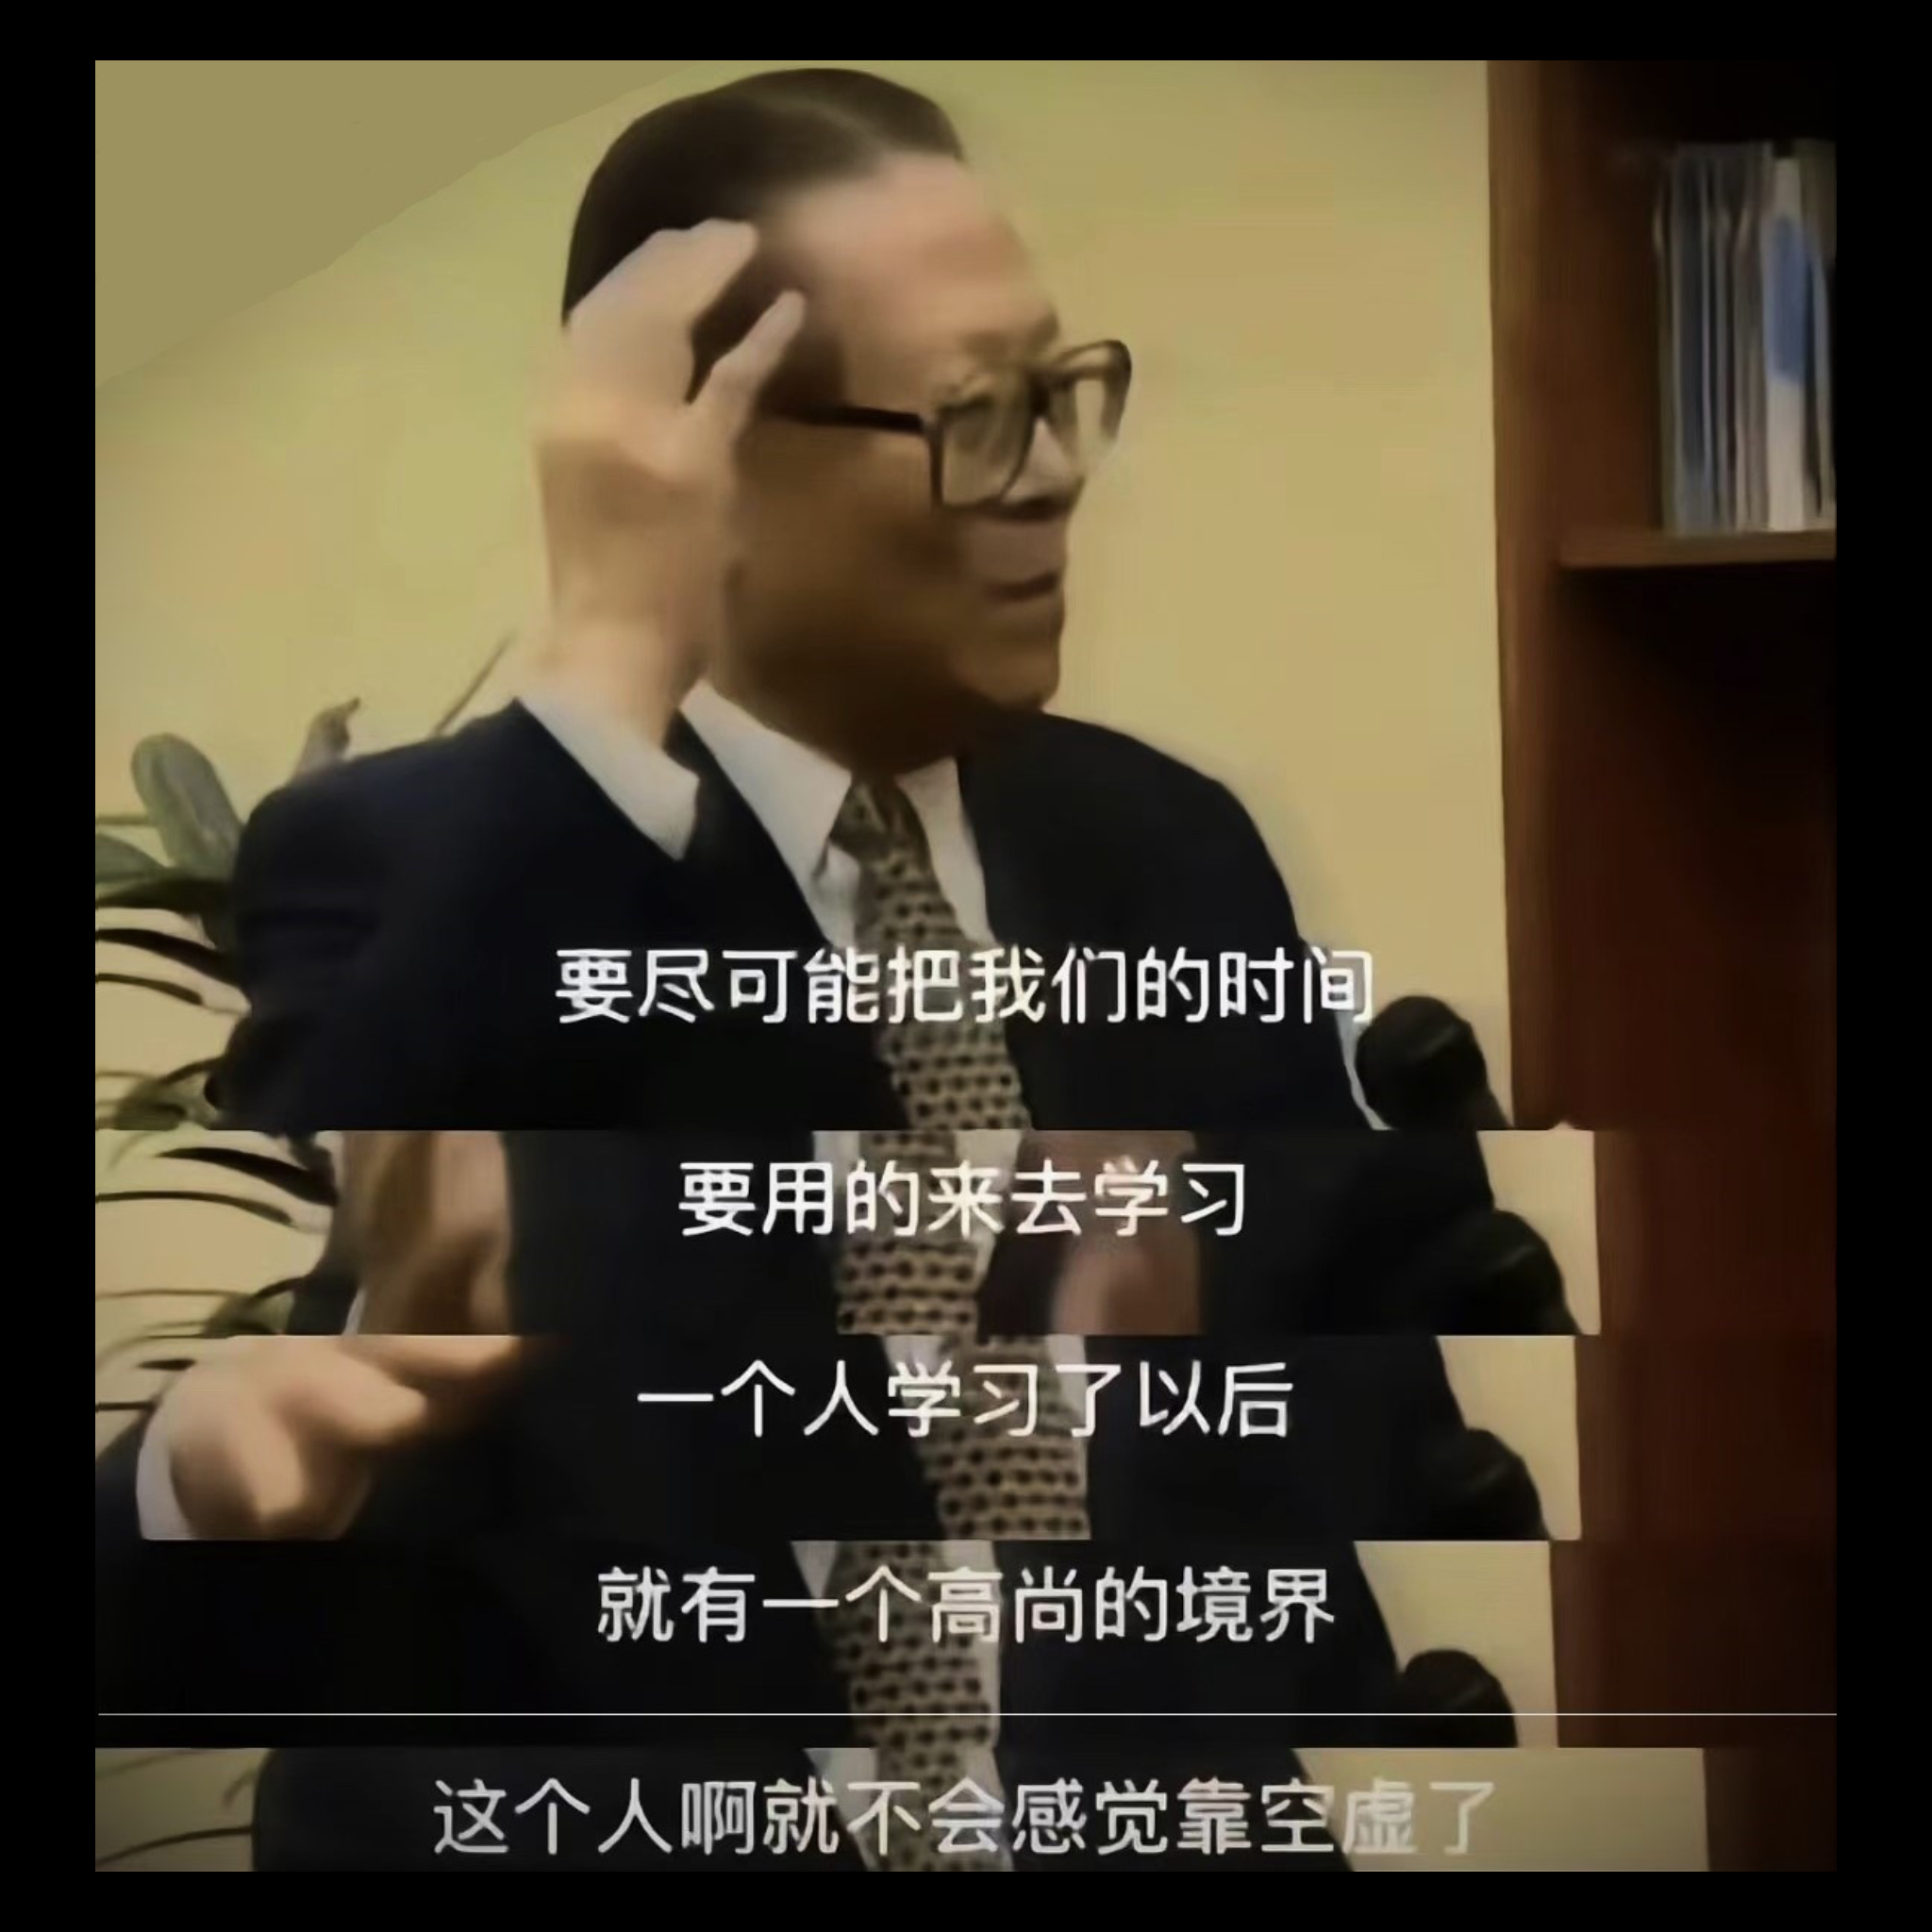 要尽可能把我们的时间
要用的来去学习
一个人学习了以后
就有一个高尚的境界
这个人啊就不会感觉靠空虚了